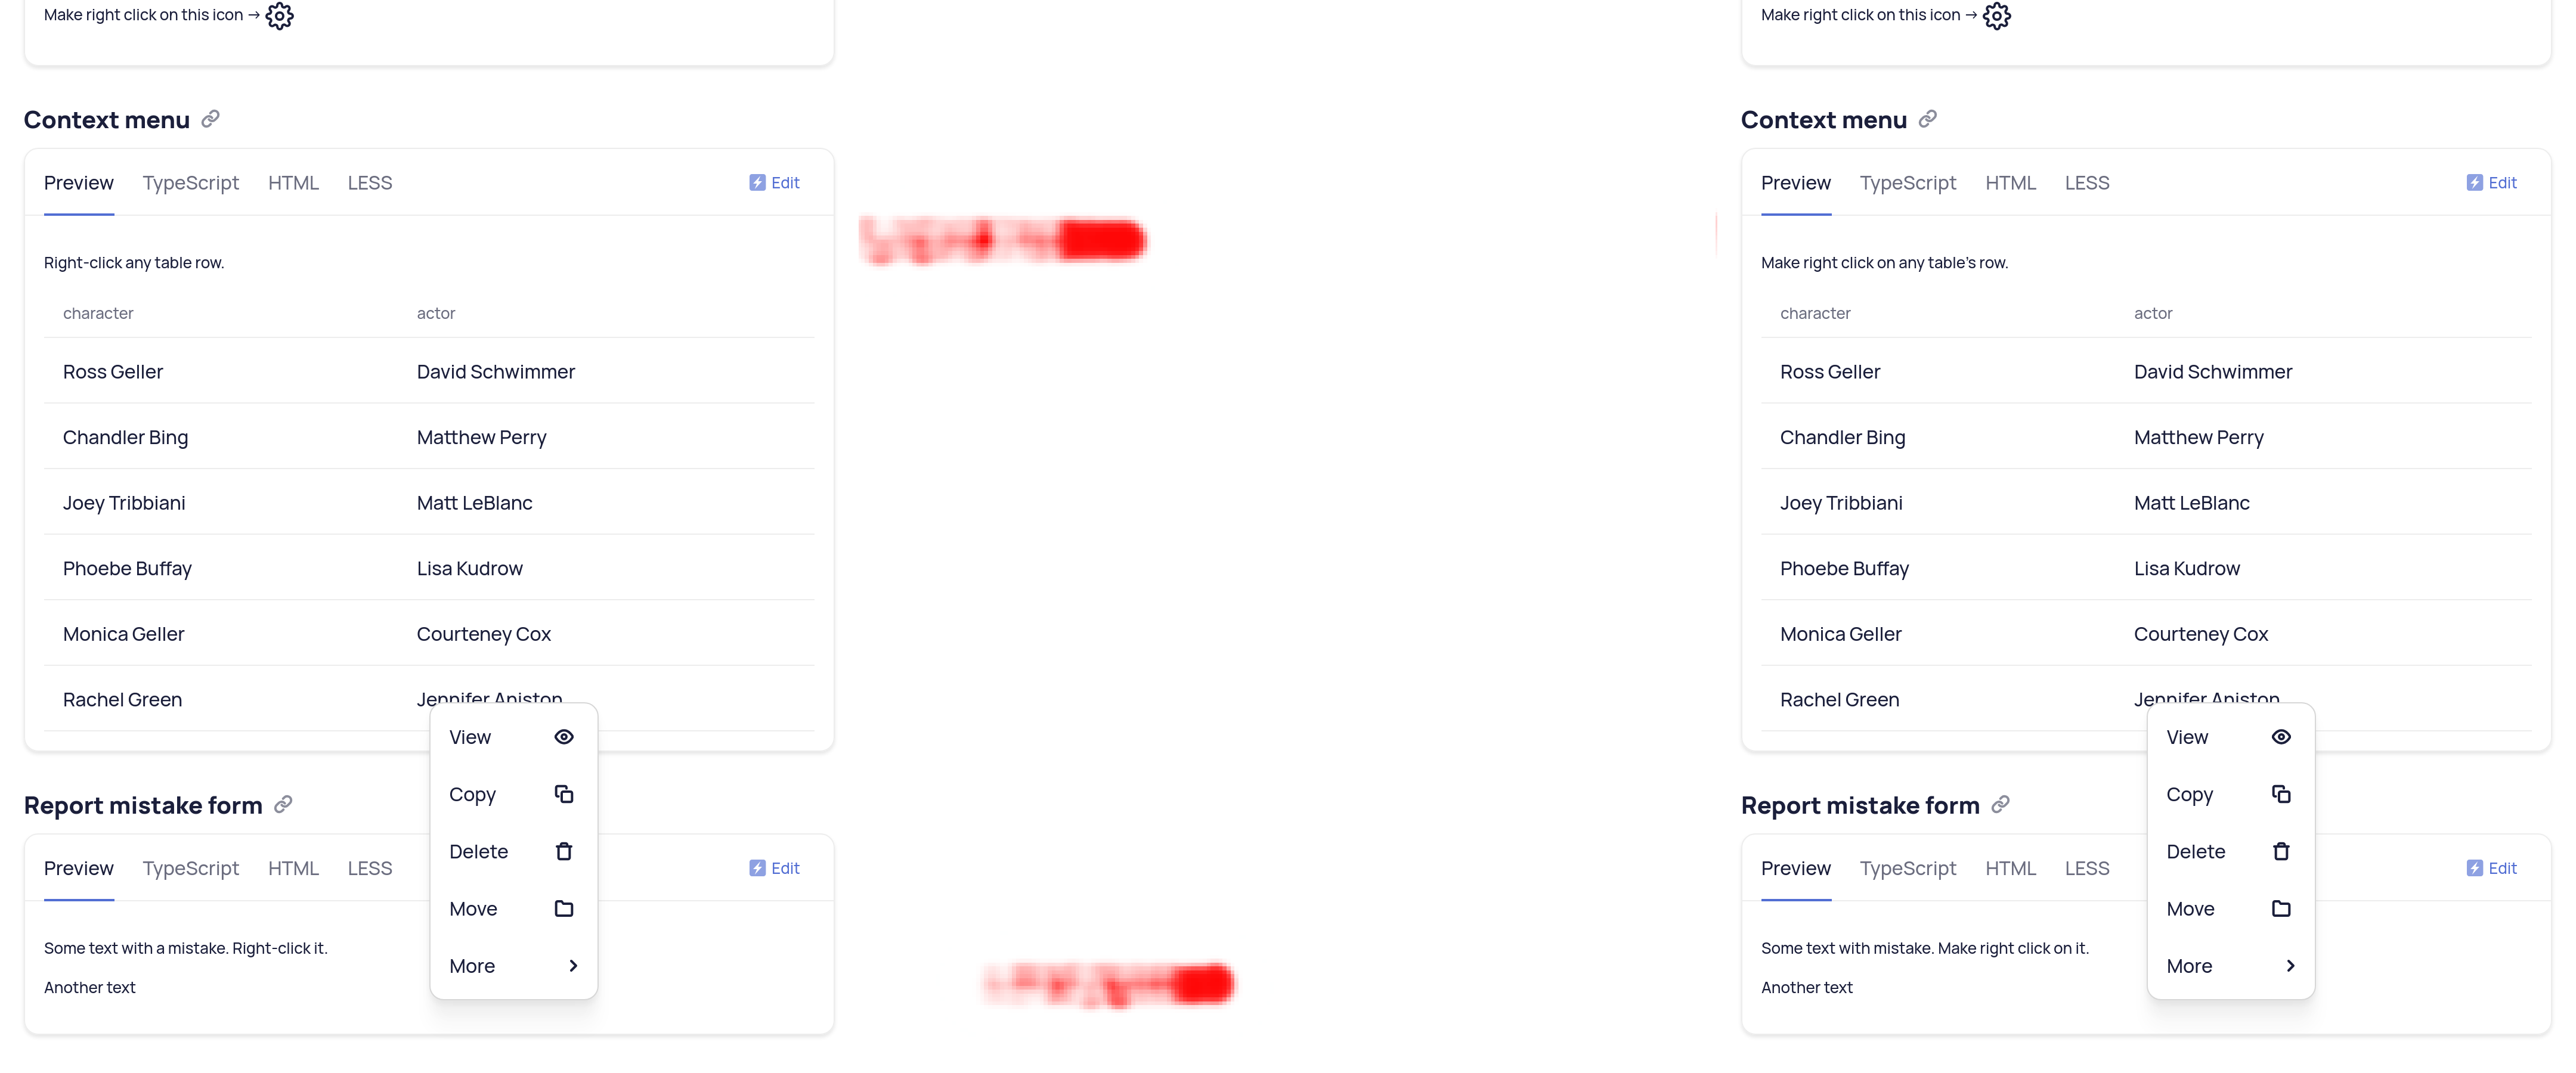 Make right click on this icon →
Context menu
Preview TypeScript HTML LESS Edit
Right-click any table row.
character actor
Ross Geller David Schwimmer
Chandler Bing Matthew Perry
Joey Tribbiani Matt LeBlanc
Phoebe Buffay Lisa Kudrow
Monica Geller Courteney Cox
Rachel Green Jennifer Aniston
View
Copy
Delete
Move
More
Report mistake form
Preview TypeScript HTML LESS Edit
Some text with a mistake. Right-click it.
Another text
Make right click on this icon →
Context menu
Preview TypeScript HTML LESS Edit
Make right click on any table's row.
character actor
Ross Geller David Schwimmer
Chandler Bing Matthew Perry
Joey Tribbiani Matt LeBlanc
Phoebe Buffay Lisa Kudrow
Monica Geller Courteney Cox
Rachel Green Jennifer Aniston
View
Copy
Delete
Move
More
Report mistake form
Preview TypeScript HTML LESS Edit
Some text with mistake. Make right click on it.
Another text